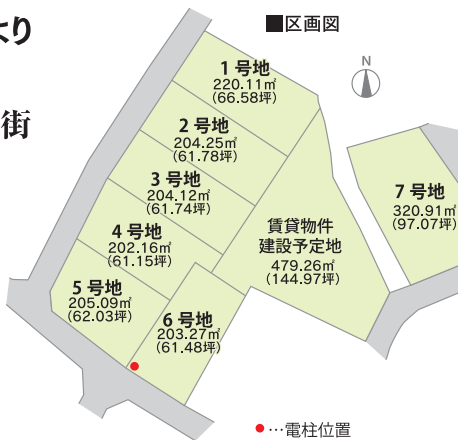 より
■区画図
街
N
1号地
220.11㎡
(66.58坪)
2号地
204.25㎡
(61.78坪)
3号地
204.12㎡
(61.74坪)
4号地
202.16㎡
(61.15坪)
5号地
205.09㎡
(62.03坪)
6号地
203.27㎡
(61.48坪)
賃貸物件
建設予定地
479.26㎡
(144.97坪)
7号地
320.91㎡
(97.07坪)
●…電柱位置